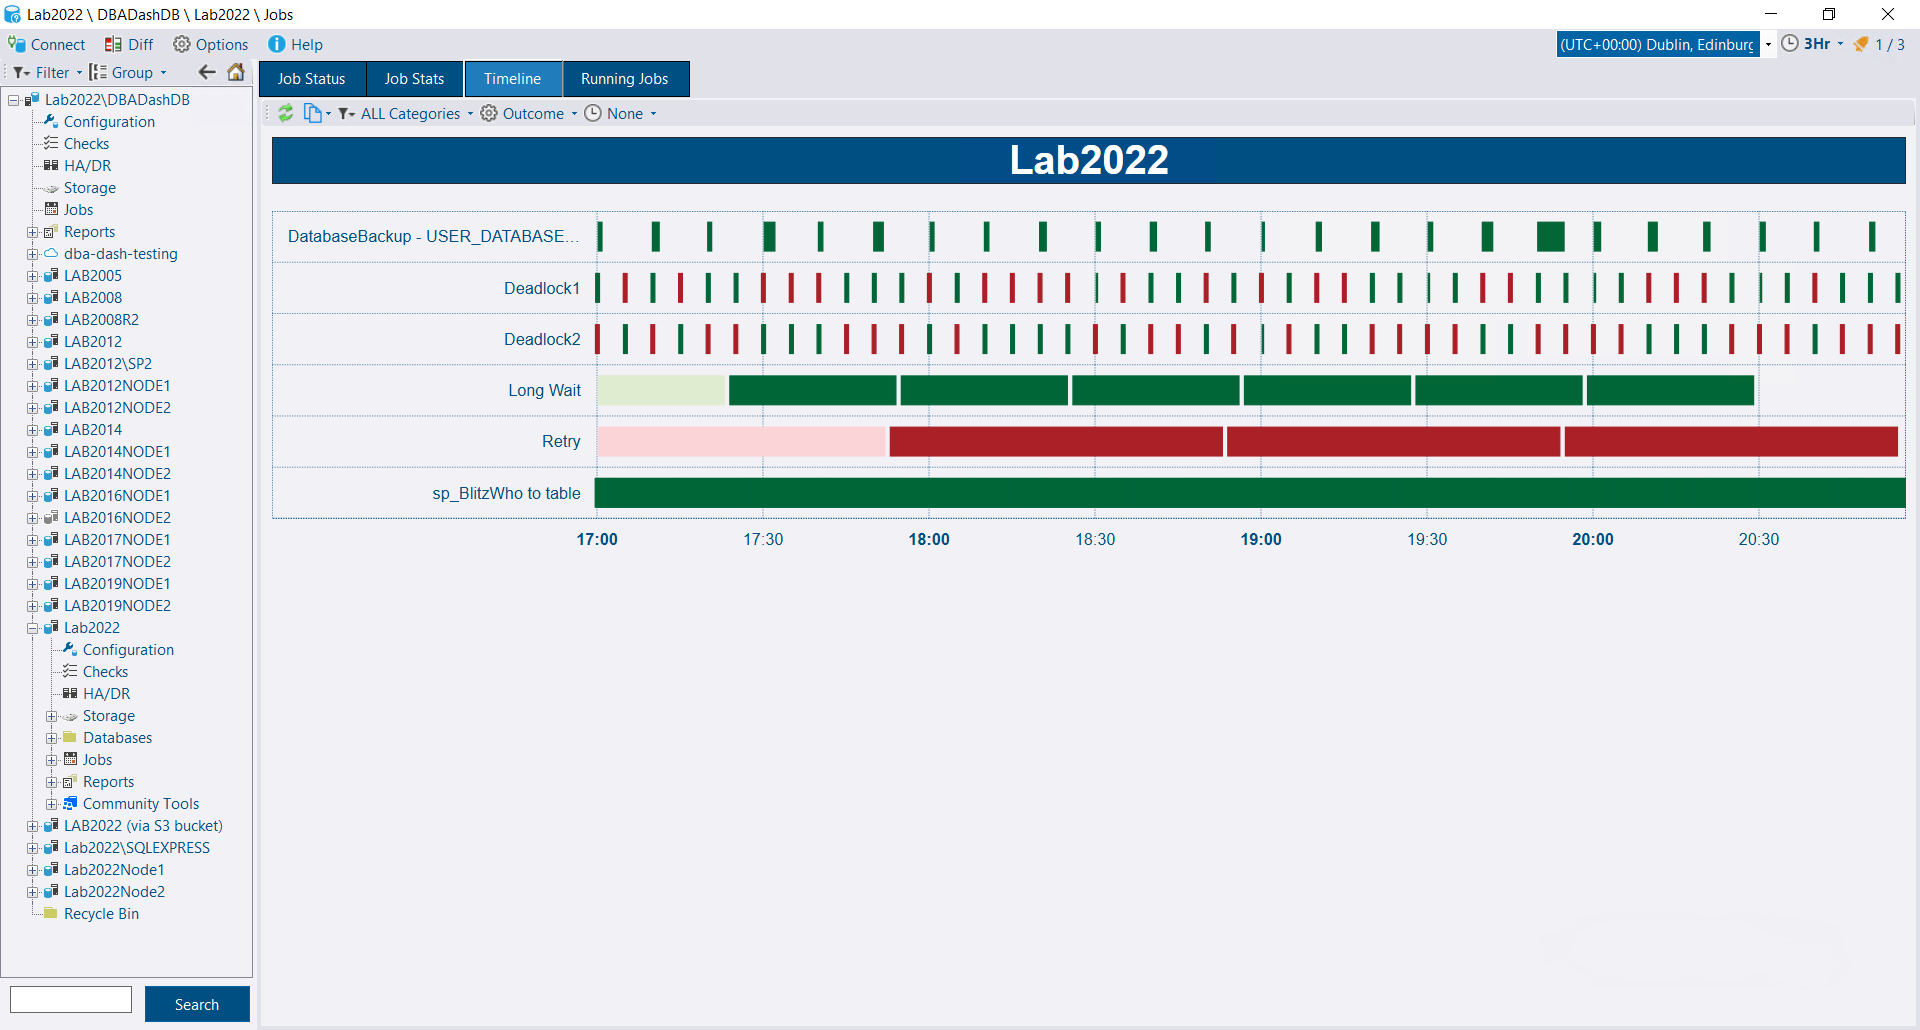 Lab2022 \ DBADashDB \ Lab2022 \ Jobs
Connect Diff Options Help
(UTC+00:00) Dublin, Edinburg 3Hr 1 / 3
Filter Group
Job Status Job Stats Timeline Running Jobs
ALL Categories Outcome None
Lab2022\DBADashDB
Configuration
Checks
HA/DR
Storage
Jobs
Reports
dba-dash-testing
LAB2005
LAB2008
LAB2008R2
LAB2012
LAB2012\SP2
LAB2012NODE1
LAB2012NODE2
LAB2014
LAB2014NODE1
LAB2014NODE2
LAB2016NODE1
LAB2016NODE2
LAB2017NODE1
LAB2017NODE2
LAB2019NODE1
LAB2019NODE2
Lab2022
Configuration
Checks
HA/DR
Storage
Databases
Jobs
Reports
Community Tools
LAB2022 (via S3 bucket)
Lab2022\SQLEXPRESS
Lab2022Node1
Lab2022Node2
Recycle Bin
Search
Lab2022
DatabaseBackup - USER_DATABASE...
Deadlock1
Deadlock2
Long Wait
Retry
sp_BlitzWho to table
17:00 17:30 18:00 18:30 19:00 19:30 20:00 20:30